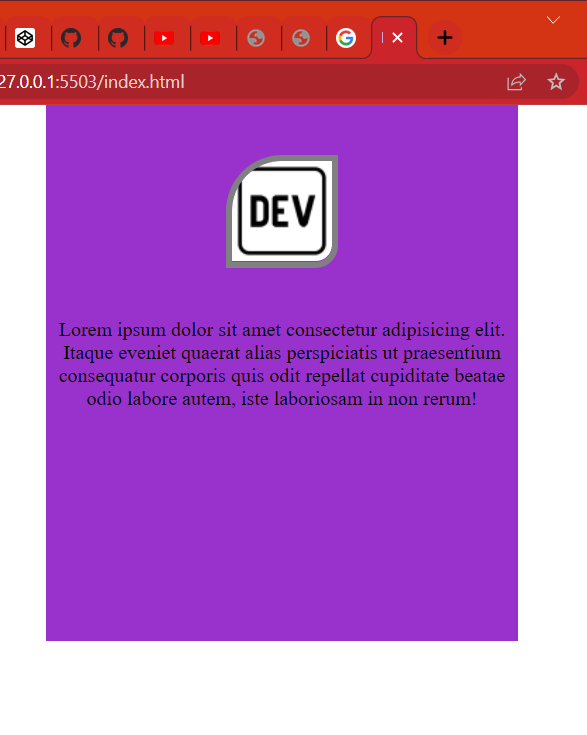 27.0.0.1:5503/index.html
DEV
Lorem ipsum dolor sit amet consectetur adipisicing elit.
Itaque eveniet quaerat alias perspiciatis ut praesentium
consequatur corporis quis odit repellat cupiditate beatae
odio labore autem, iste laboriosam in non rerum!